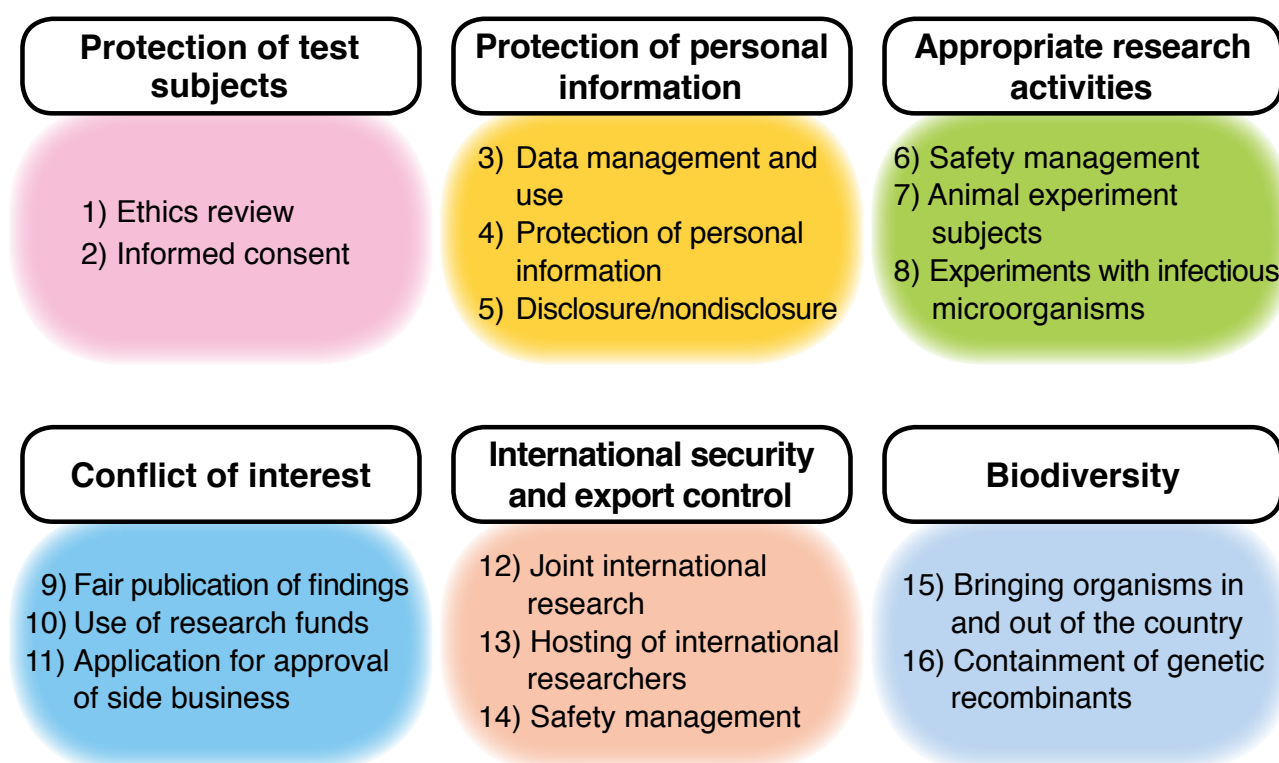 Protection of test
subjects
1) Ethics review
2) Informed consent
Protection of personal
information
3) Data management and
use
4) Protection of personal
information
5) Disclosure/nondisclosure
Appropriate research
activities
6) Safety management
7) Animal experiment
subjects
8) Experiments with infectious
microorganisms
Conflict of interest
9) Fair publication of findings
10) Use of research funds
11) Application for approval
of side business
International security
and export control
12) Joint international
research
13) Hosting of international
researchers
14) Safety management
Biodiversity
15) Bringing organisms in
and out of the country
16) Containment of genetic
recombinants